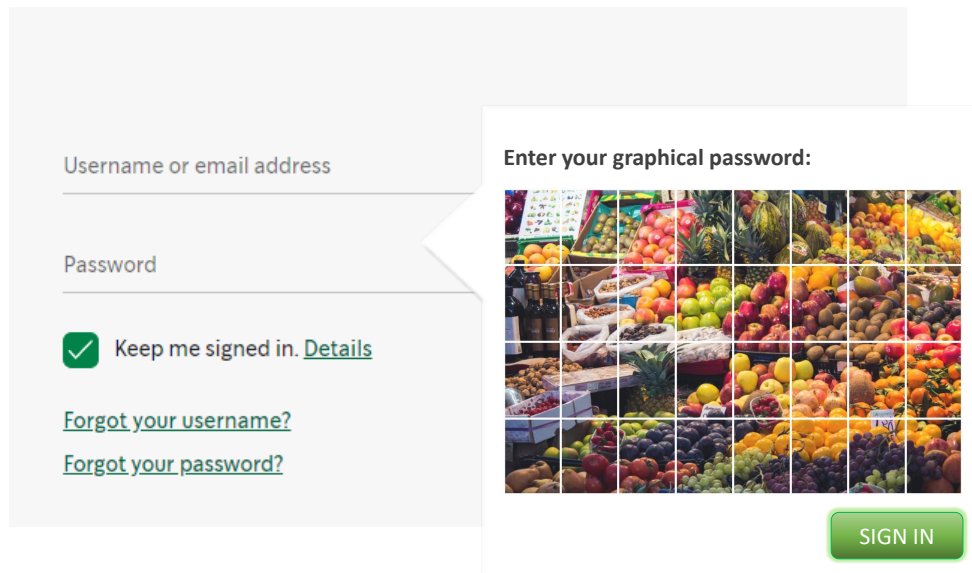 Username or email address
Password
Keep me signed in. Details
Forgot your username?
Forgot your password?
Enter your graphical password:
SIGN IN